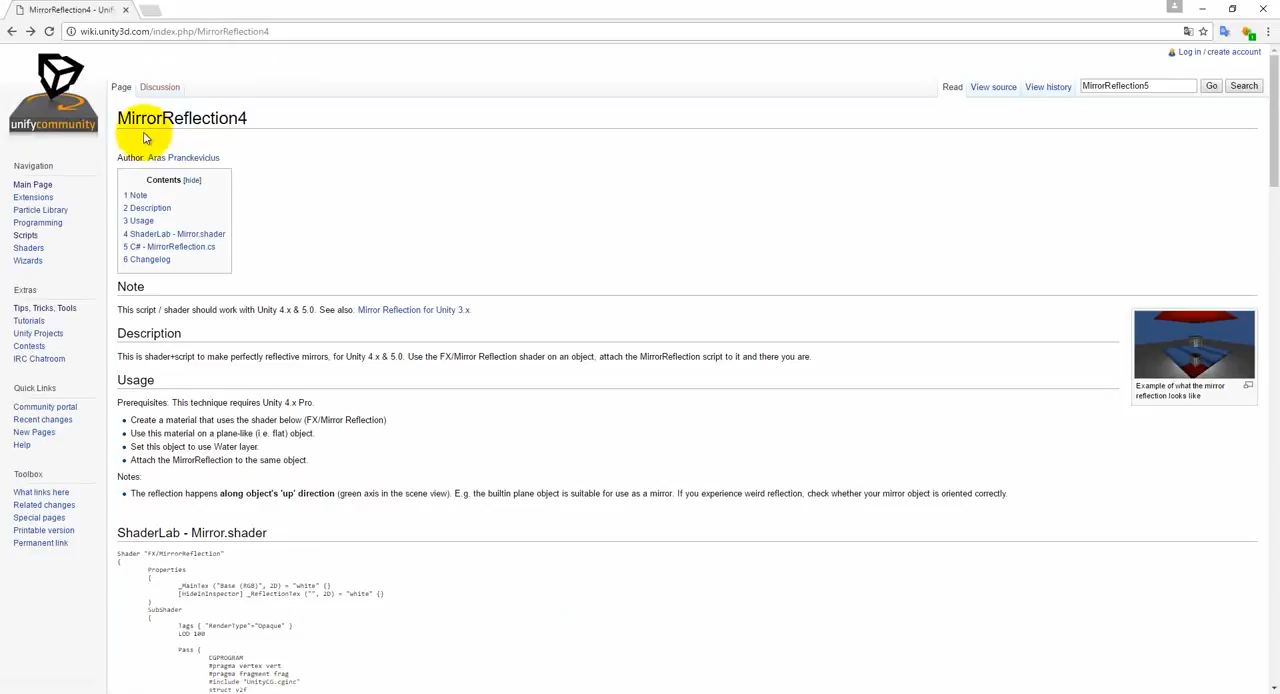 MirrorReflection4 - Unif
wiki.unity3d.com/index.php/MirrorReflection4
Log in / create account
Page Discussion Read View source View history MirrorReflection5 Go Search
unifycommunity
MirrorReflection4
Author: Aras Pranckevicius
Contents [hide]
1 Note
2 Description
3 Usage
4 ShaderLab - Mirror.shader
5 C# - MirrorReflection.cs
6 Changelog
Navigation
Main Page
Extensions
Particle Library
Programming
Scripts
Shaders
Wizards
Extras
Tips, Tricks, Tools
Tutorials
Unity Projects
Contests
IRC Chatroom
Quick Links
Community portal
Recent changes
New Pages
Help
Toolbox
What links here
Related changes
Special pages
Printable version
Permanent link
Note
This script / shader should work with Unity 4.x & 5.0. See also: Mirror Reflection for Unity 3.x.
Description
This is shader+script to make perfectly reflective mirrors, for Unity 4.x & 5.0. Use the FX/Mirror Reflection shader on an object, attach the MirrorReflection script to it and there you are.
Example of what the mirror
reflection looks like
Usage
Prerequisites: This technique requires Unity 4.x Pro.
Create a material that uses the shader below (FX/Mirror Reflection)
Use this material on a plane-like (i.e. flat) object.
Set this object to use Water layer.
Attach the MirrorReflection to the same object.
Notes:
The reflection happens along object's 'up' direction (green axis in the scene view). E.g. the builtin plane object is suitable for use as a mirror. If you experience weird reflection, check whether your mirror object is oriented correctly.
ShaderLab - Mirror.shader
Shader "FX/MirrorReflection"
{
Properties
{
_MainTex ("Base (RGB)", 2D) = "white" {}
[HideInInspector] _ReflectionTex ("", 2D) = "white" {}
}
SubShader
{
Tags { "RenderType"="Opaque" }
LOD 100
Pass {
CGPROGRAM
#pragma vertex vert
#pragma fragment frag
#include "UnityCG.cginc"
struct v2f